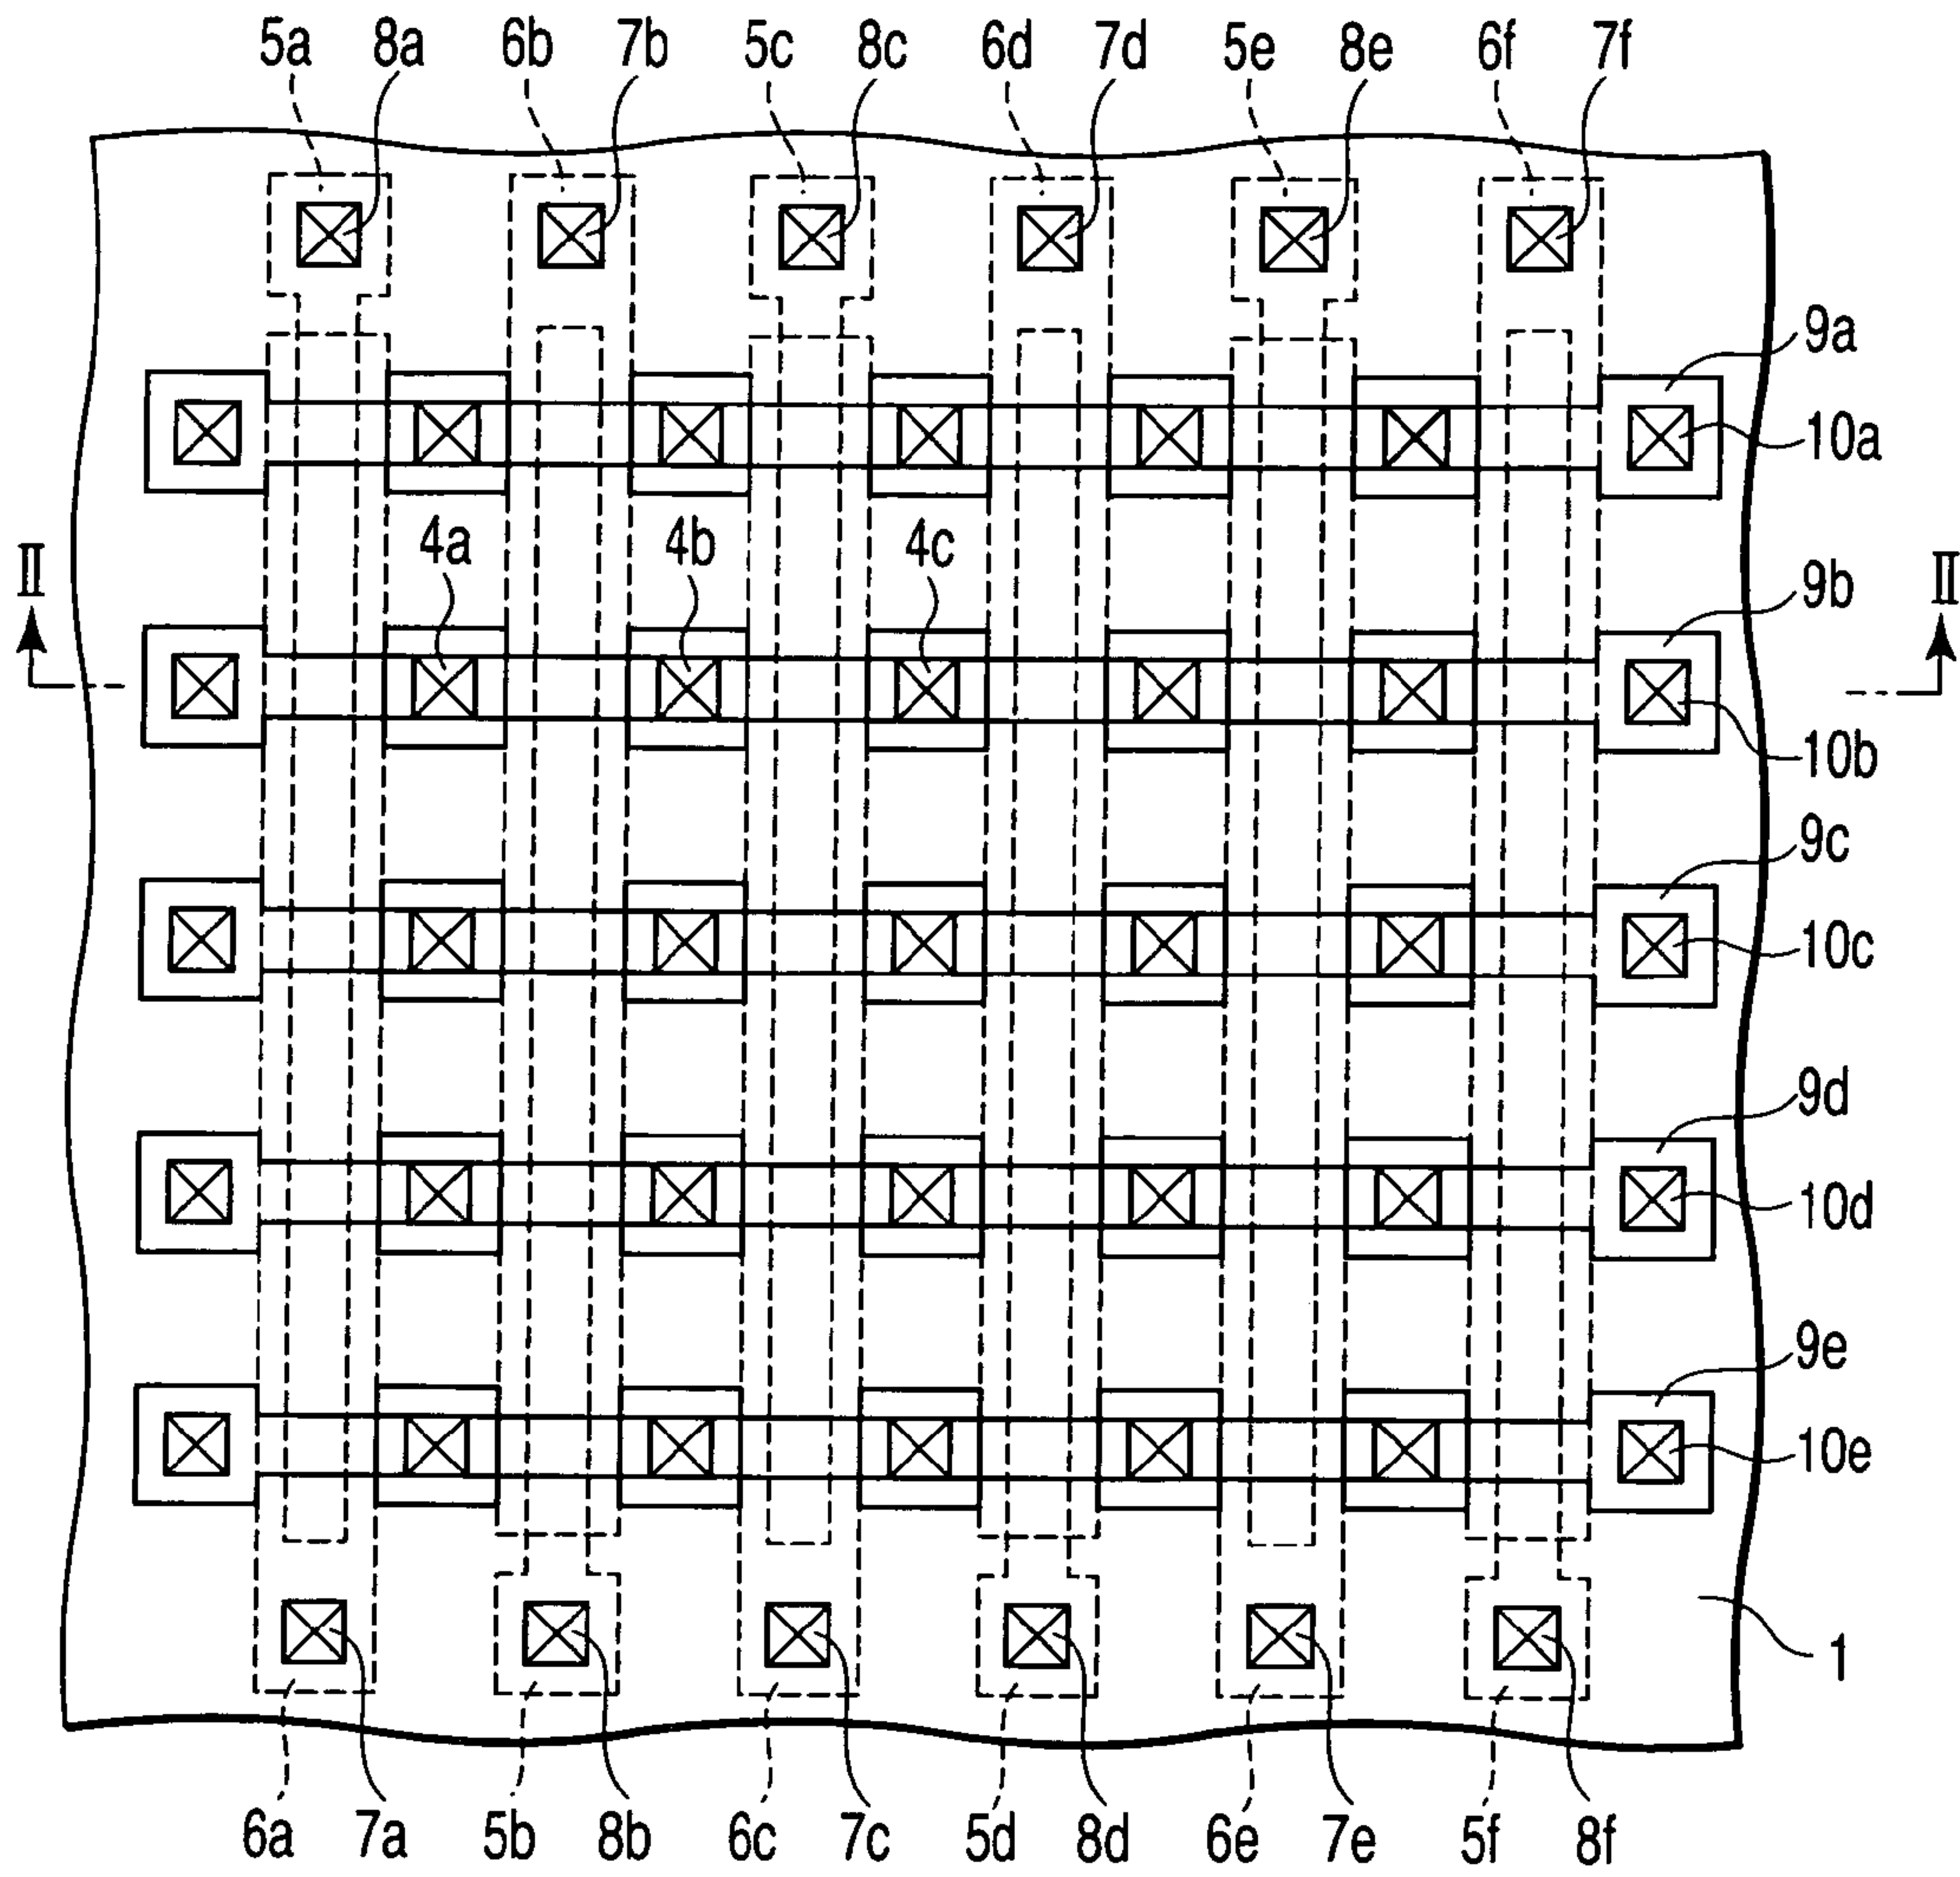 5a 8a 6b 7b 5c 8c 6d 7d 5e 8e 6f 7f
9a
10a
4a 4b 4c
II II
9b
10b
9c
10c
9d
10d
9e
10e
1
6a 7a 5b 8b 6c 7c 5d 8d 6e 7e 5f 8f